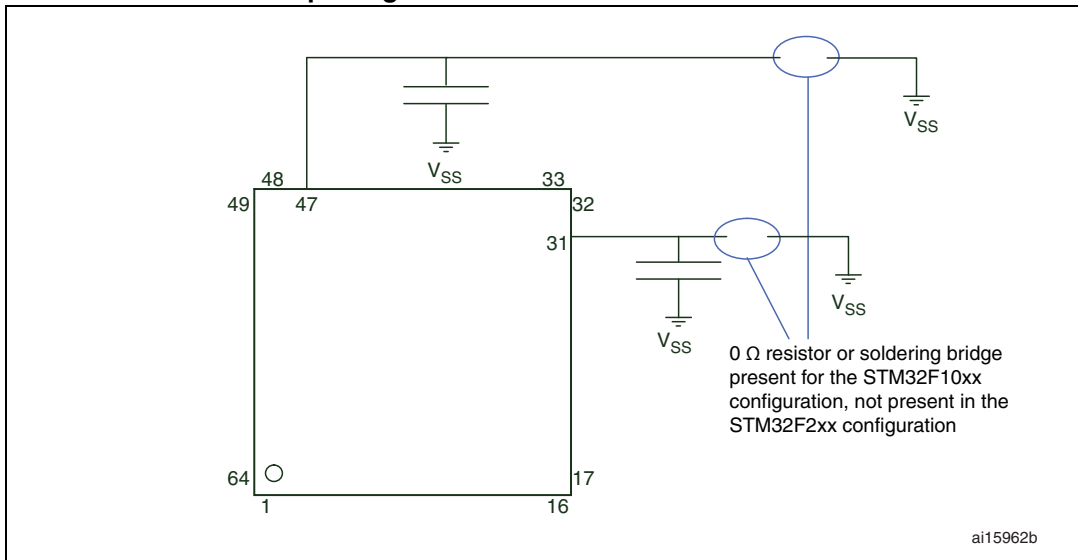 V_SS
V_SS
48
33
49
47
32
31
V_SS
V_SS
0 Ω resistor or soldering bridge
present for the STM32F10xx
configuration, not present in the
STM32F2xx configuration
64
17
1
16
ai15962b